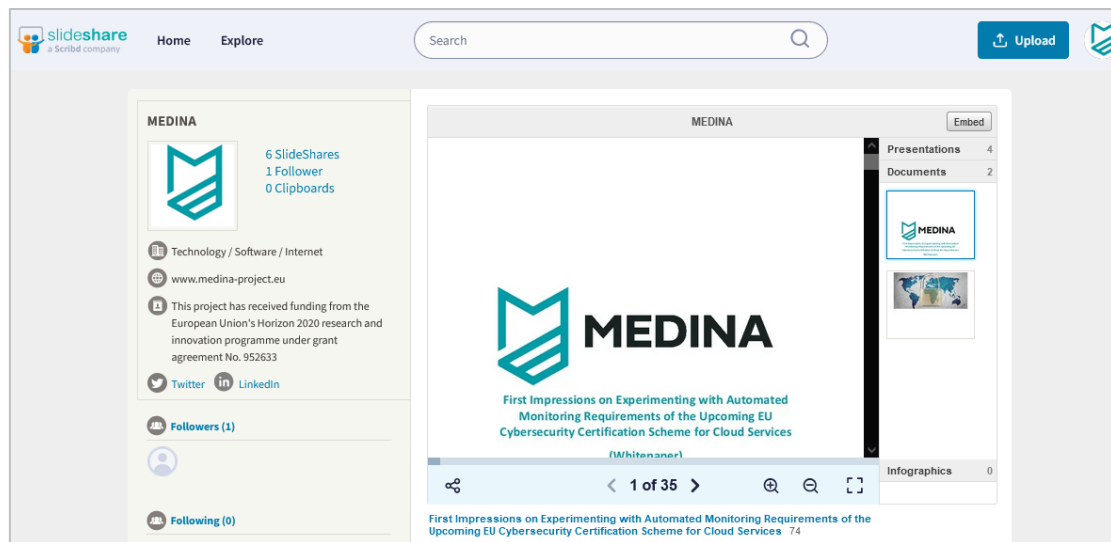 slideshare
a Scribd company
Home
Explore
Search
Upload
MEDINA
6 SlideShares
1 Follower
0 Clipboards
Technology / Software / Internet
www.medina-project.eu
This project has received funding from the
European Union's Horizon 2020 research and
innovation programme under grant
agreement No. 952633
Twitter
LinkedIn
Followers (1)
Following (0)
MEDINA
Embed
MEDINA
First Impressions on Experimenting with Automated
Monitoring Requirements of the Upcoming EU
Cybersecurity Certification Scheme for Cloud Services
(Whitepaper)
1 of 35
Presentations 4
Documents 2
MEDINA
Infographics 0
First Impressions on Experimenting with Automated Monitoring Requirements of the
Upcoming EU Cybersecurity Certification Scheme for Cloud Services 74